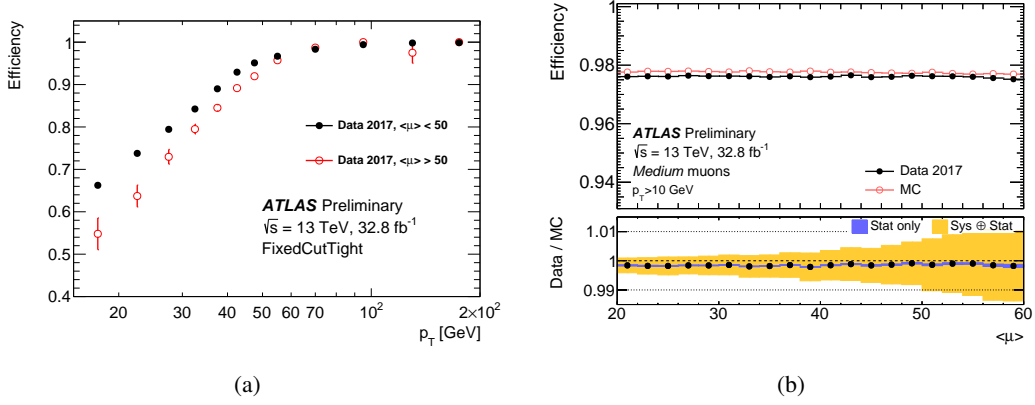 Efficiency
1
0.9
0.8
0.7
0.6
0.5
0.4
Data 2017, <μ> < 50
Data 2017, <μ> > 50
ATLAS Preliminary
√s = 13 TeV, 32.8 fb⁻¹
FixedCutTight
20 30 40 50 60 70 10² 2×10²
p_T [GeV]
(a)
Efficiency
1
0.98
0.96
0.94
ATLAS Preliminary
√s = 13 TeV, 32.8 fb⁻¹
Medium muons
p_T>10 GeV
Data 2017
MC
Data / MC
Stat only Sys ⊕ Stat
1.01
1
0.99
20 30 40 50 60
<μ>
(b)